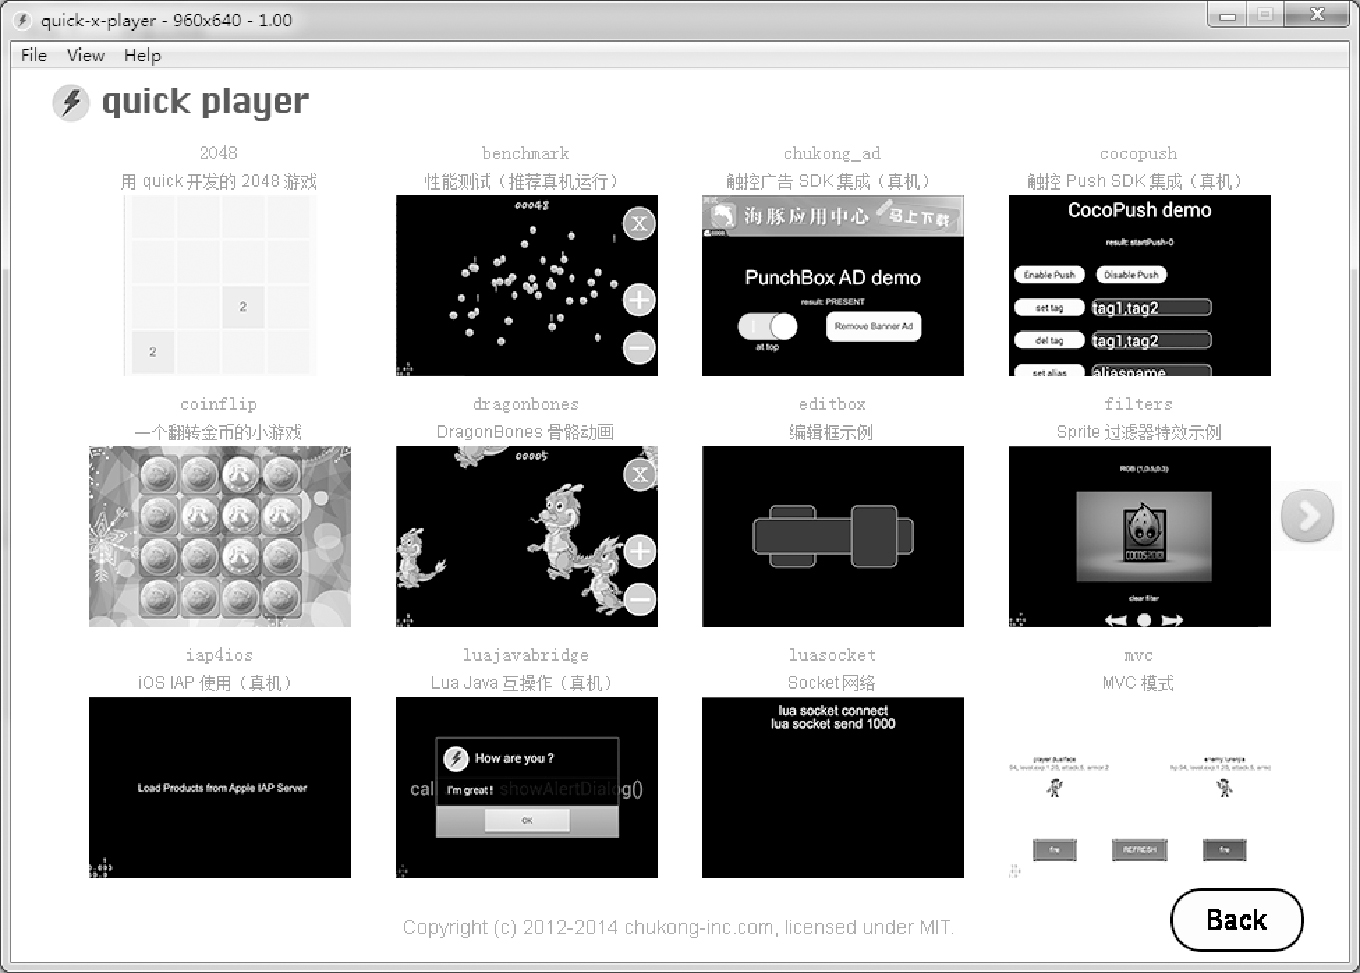 quick-x-player - 960x640 - 1.00
File View Help
quick player
2048
用 quick 开发的 2048 游戏
2
2
benchmark
性能测试（推荐真机运行）
00048
X
chukong_ad
触控广告 SDK 集成（真机）
海豚应用中心 马上下载
PunchBox AD demo
result: PRESENT
at top
Remove Banner Ad
cocopush
触控 Push SDK 集成（真机）
CocoPush demo
result: startPush-0
Enable Push Disable Push
set tag tag1,tag2
del tag tag1,tag2
set alias aliasname
coinflip
一个翻转金币的小游戏
dragonbones
DragonBones 骨骼动画
00005
X
editbox
编辑框示例
filters
Sprite 过滤器特效示例
clear filter
iap4ios
iOS IAP 使用（真机）
Load Products from Apple IAP Server
luajavabridge
Lua Java 互操作（真机）
How are you ?
I'm great !
showAlertDialog()
OK
luasocket
Socket 网络
lua socket connect
lua socket send 1000
mvc
MVC 模式
fire REFRESH fire
Back
Copyright (c) 2012-2014 chukong-inc.com, licensed under MIT.